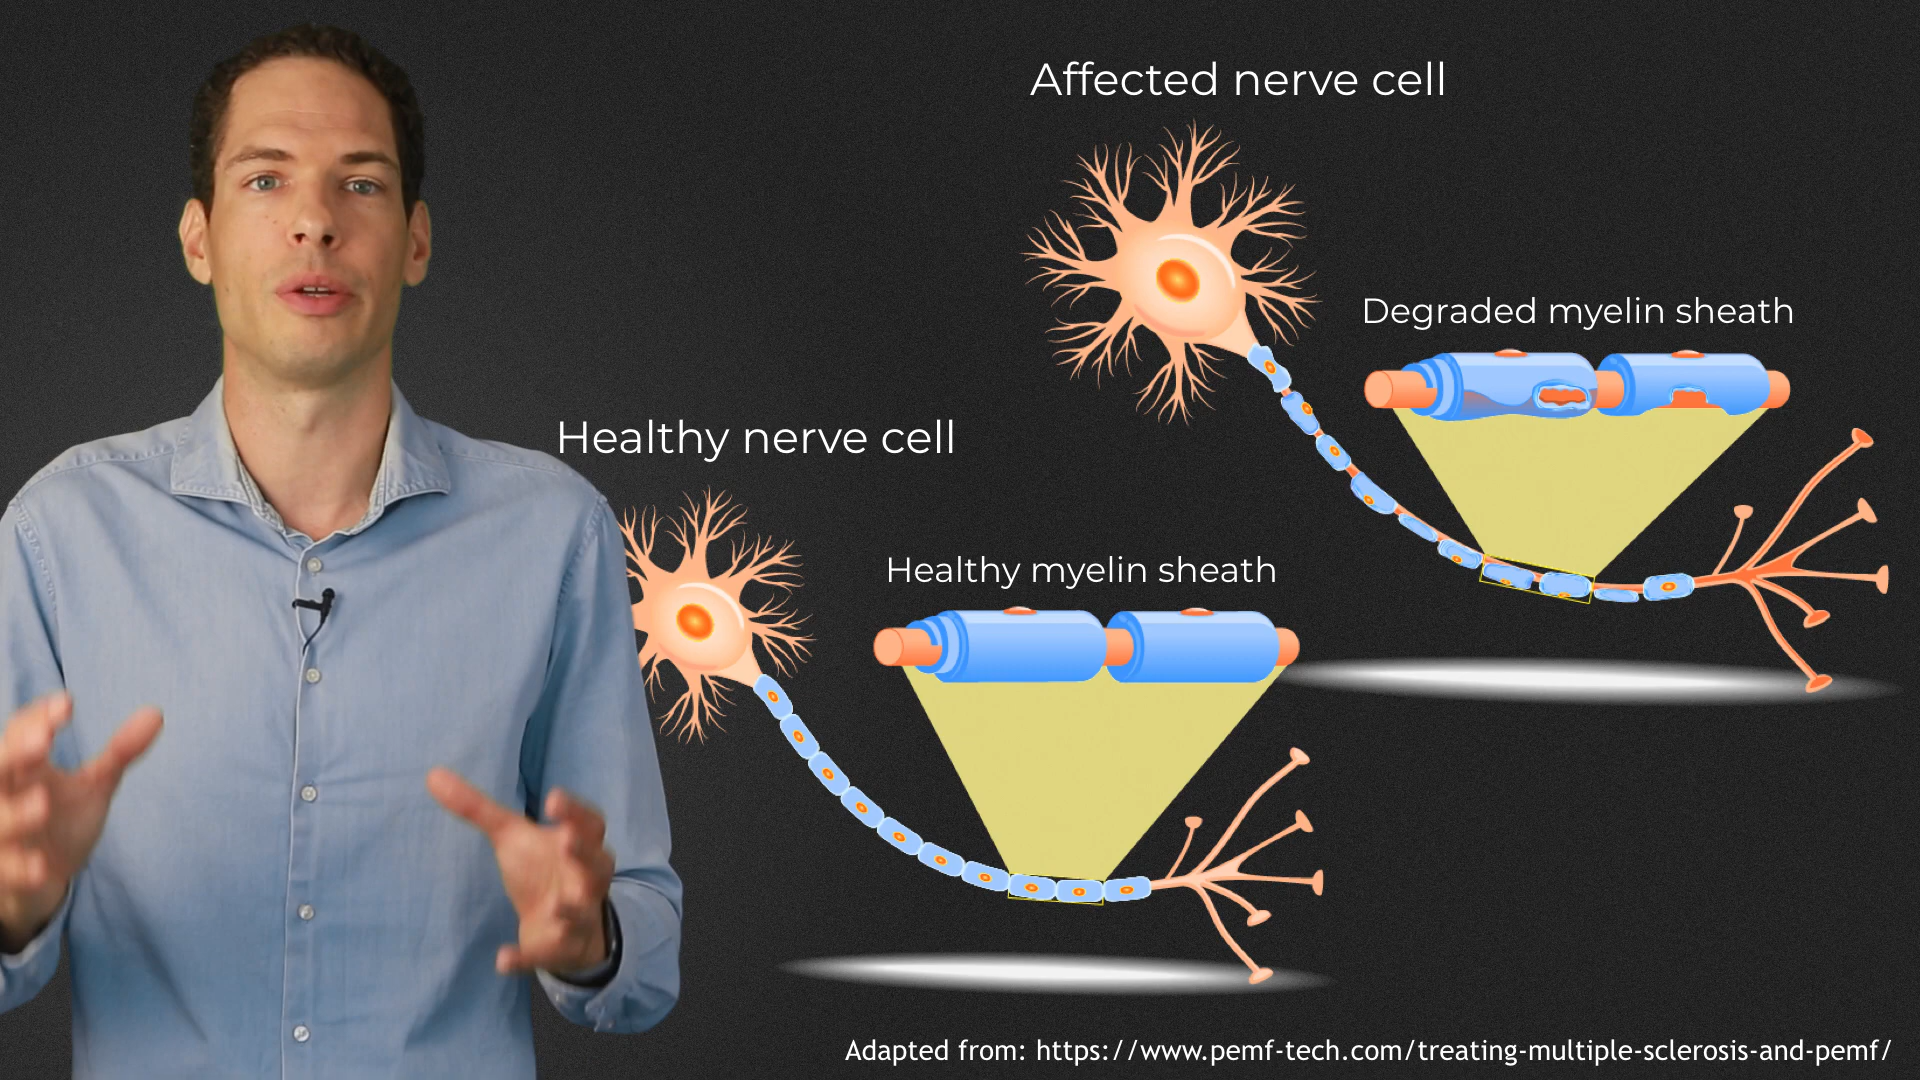 Affected nerve cell
Degraded myelin sheath
Healthy nerve cell
Healthy myelin sheath
Adapted from: https://www.pemf-tech.com/treating-multiple-sclerosis-and-pemf/